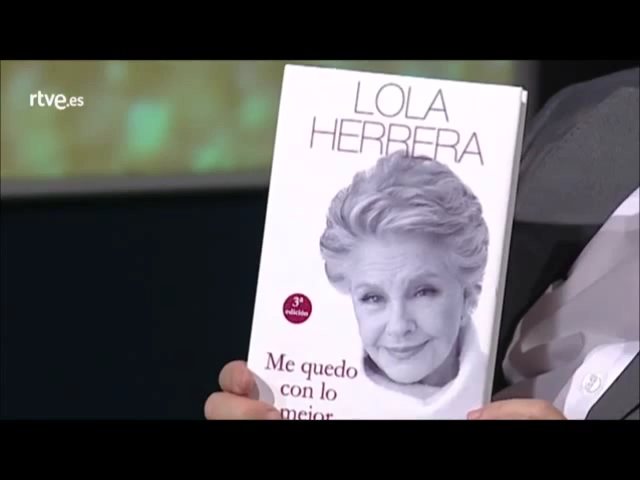 rtve.es
LOLA
HERRERA
3ª
edición
Me quedo
con lo
mejor